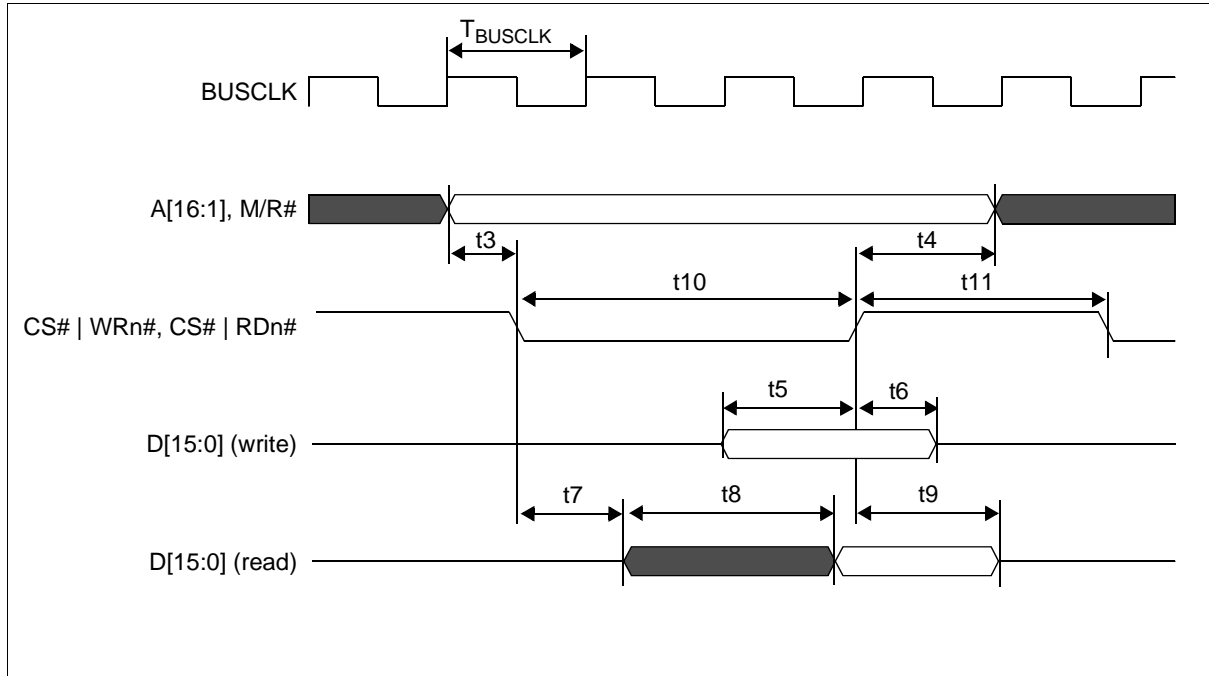 TBUSCLK
BUSCLK
A[16:1], M/R#
t3
t4
t10
t11
CS# | WRn#, CS# | RDn#
t5
t6
D[15:0] (write)
t7
t8
t9
D[15:0] (read)